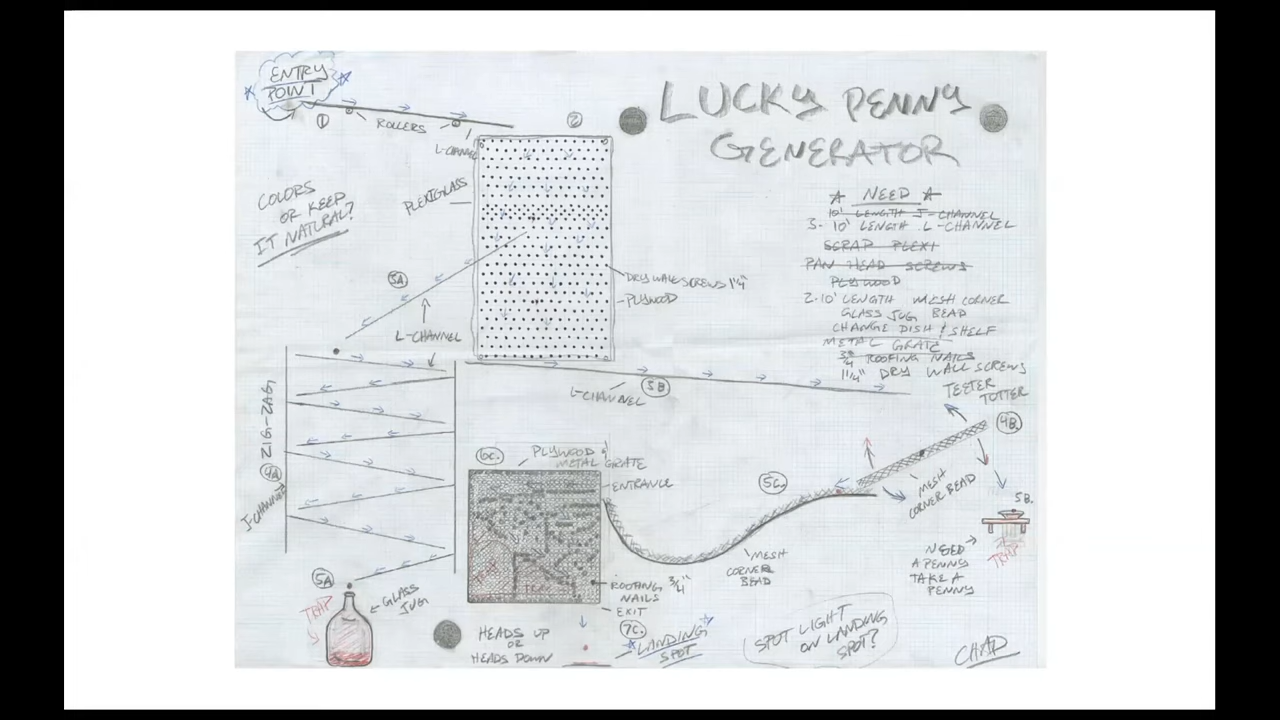 ENTRY
POINT
LUCKY PENNY
GENERATOR
1
ROLLERS
L-CHANNEL
2
PLEXIGLASS
COLORS
OR KEEP
IT NATURAL?
A NEED A
10' LENGTH J-CHANNEL
3- 10' LENGTH L-CHANNEL
SCRAP PLEXI
PAN HEAD SCREWS
PLYWOOD
2-10' LENGTH MESH CORNER
GLASS JUG BEAD
CHANGE DISH & SHELF
METAL GRATE
3/4 ROOFING NAILS
1 1/4" DRY WALL SCREWS
DRY WALL SCREWS 1 1/4"
PLYWOOD
L-CHANNEL
ZIG-ZAG
4A
J-CHANNEL
L-CHANNEL
TEETER
TOTTER
4B.
MESH
CORNER BEAD
5B.
NEED
A PENNY
TAKE A
PENNY
TRAP
6C.
PLYWOOD &
METAL GRATE
ENTRANCE
MESH
CORNER
BEAD
ROOFING 3/4"
NAILS
EXIT
5A
TRAP
GLASS
JUG
HEADS UP
OR
HEADS DOWN
7C.
LANDING
SPOT
SPOT LIGHT
ON LANDING
SPOT?
CHAD